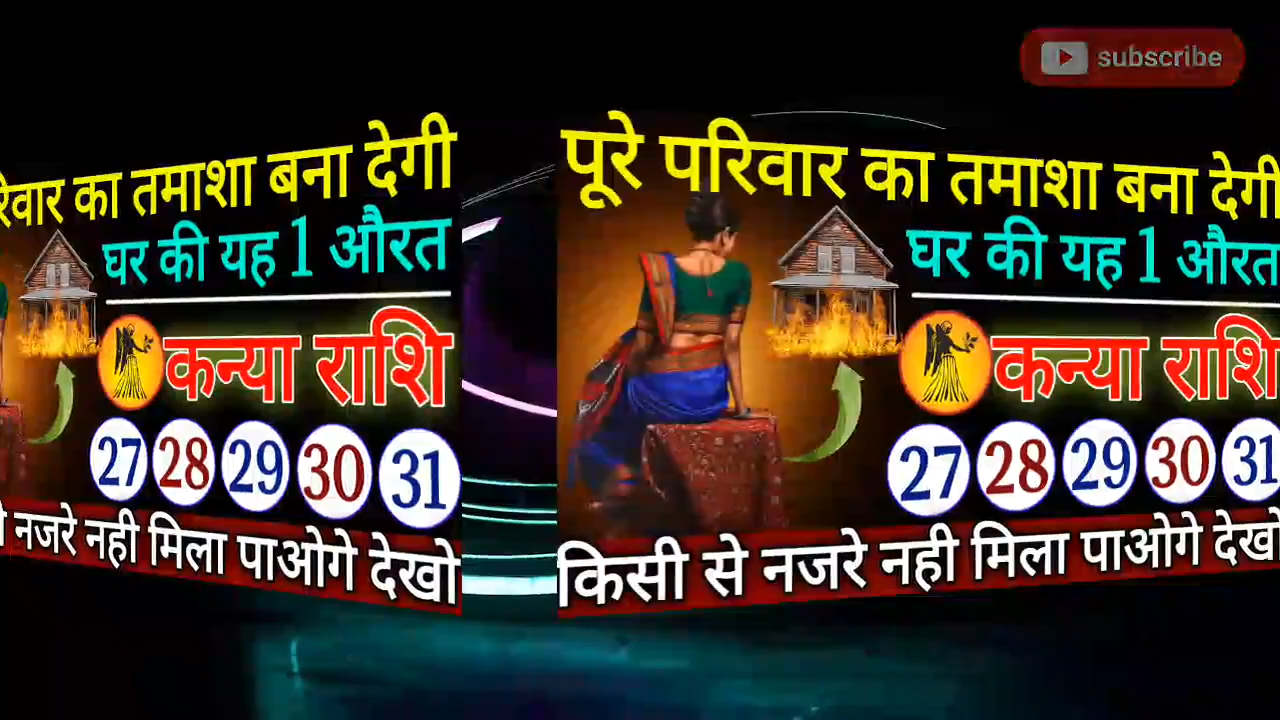 subscribe
रिवार का तमाशा बना देगी
घर की यह 1 औरत
कन्या राशि
27 28 29 30 31
नजरे नही मिला पाओगे देखो
पूरे परिवार का तमाशा बना देगी
घर की यह 1 औरत
कन्या राशि
27 28 29 30 31
किसी से नजरे नही मिला पाओगे देखो